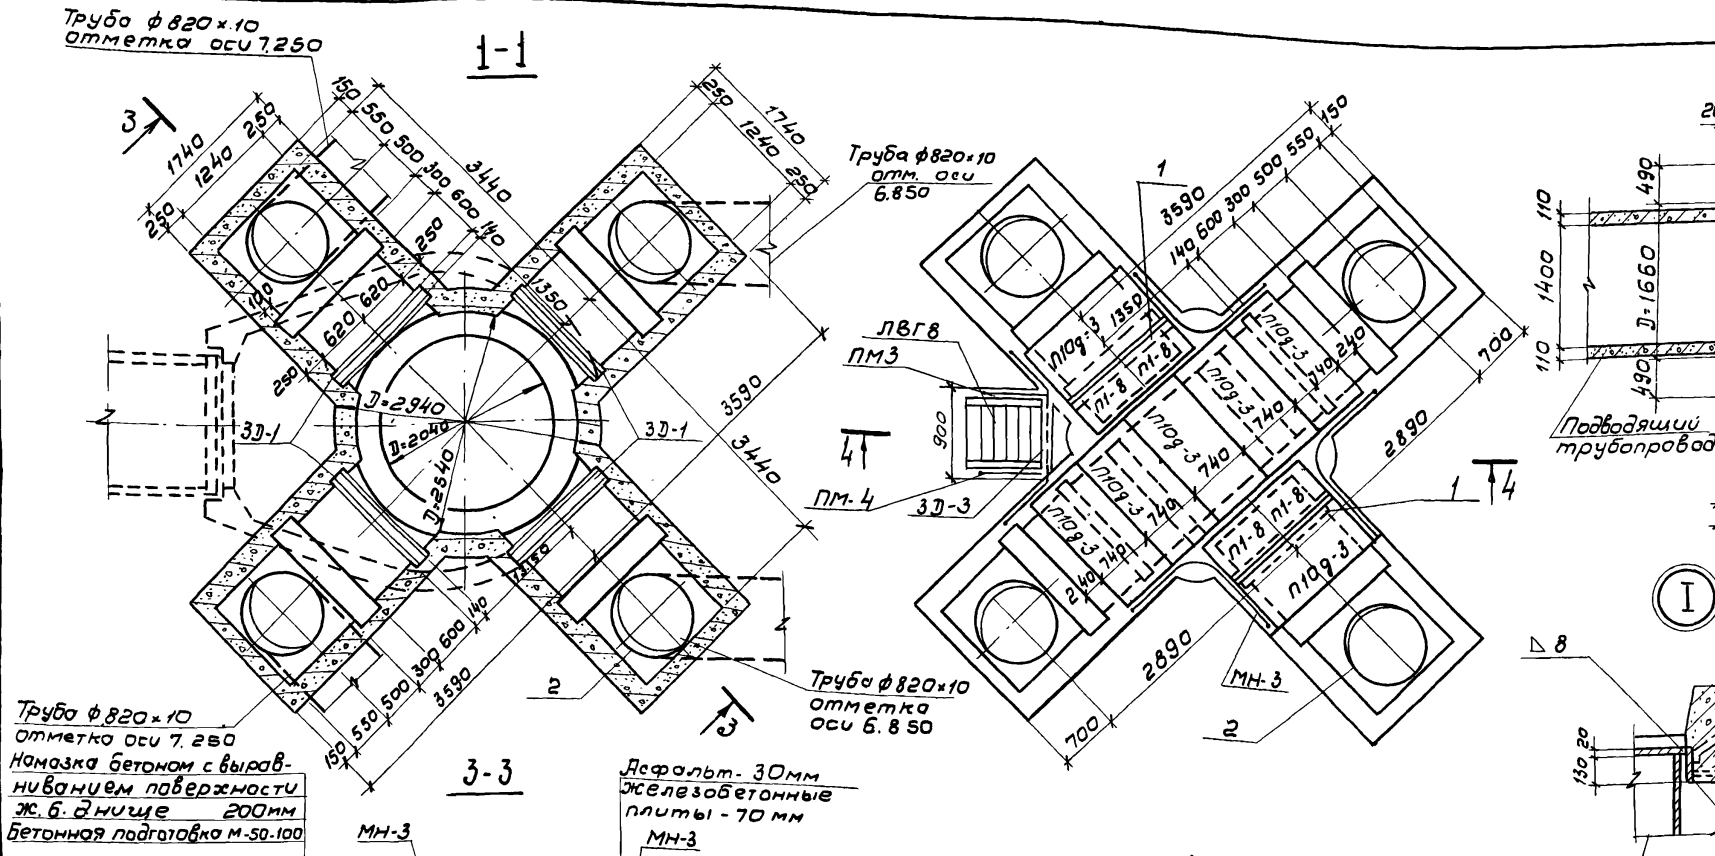 Труба ф 820×10
отметка оси 7.250
1-1
3
1740
1240
250
250
150
550
500
300
600
140
3440
250
250
1240
1740
250
Труба ф820×10
отм. оси
6.850
100
620
620
250
1350
3590
3440
D=2940
D=2040
D=2540
3D-1
3D-1
1350
140
600
300
500
550
150
3590
2
3
Труба ф820×10
отметка
оси 6.850
Труба ф820×10
отметка оси 7.250
Намазка бетоном с вырав-
ниванием поверхности
ж.б. днище 200мм
Бетонная подготовка М-50-100
МН-3
3-3
Асфальт - 30мм
железобетонные
плиты - 70 мм
МН-3
1
3590
140
600
300
500
550
150
П10д-3
1350
П1-8
П1-8
П10д-3
740
240
П10д-3
740
П10д-3
740
П10д-3
740
П10д-3
740
240
П1-8
П1-8
П10д-3
700
2890
2890
700
ЛВГ8
ПМ3
900
ПМ-4
3D-3
4
4
1
МН-3
2
490
110
1400
D=1660
110
490
Подводящий
трубопровод
I
8
20
130